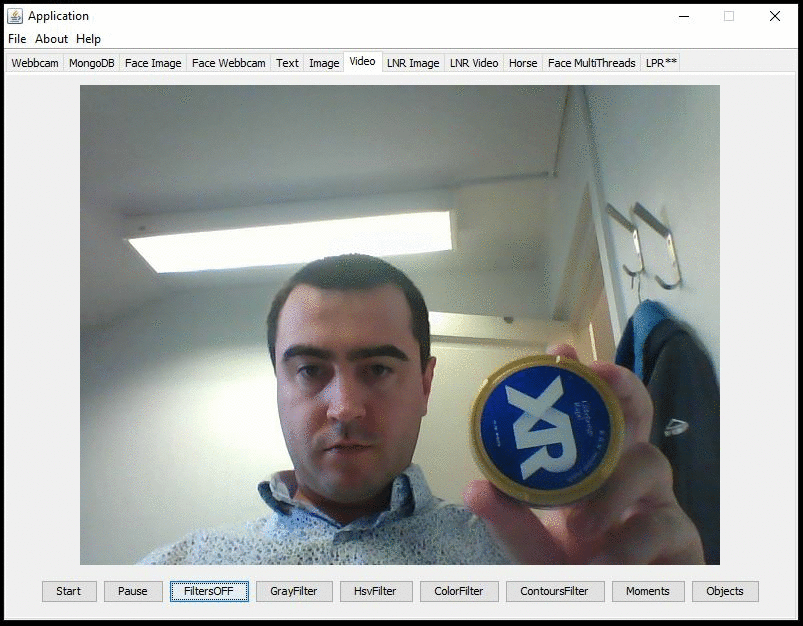 Application
File About Help
Webbcam MongoDB Face Image Face Webbcam Text Image Video LNR Image LNR Video Horse Face MultiThreads LPR**
XR
Start Pause FiltersOFF GrayFilter HsvFilter ColorFilter ContoursFilter Moments Objects